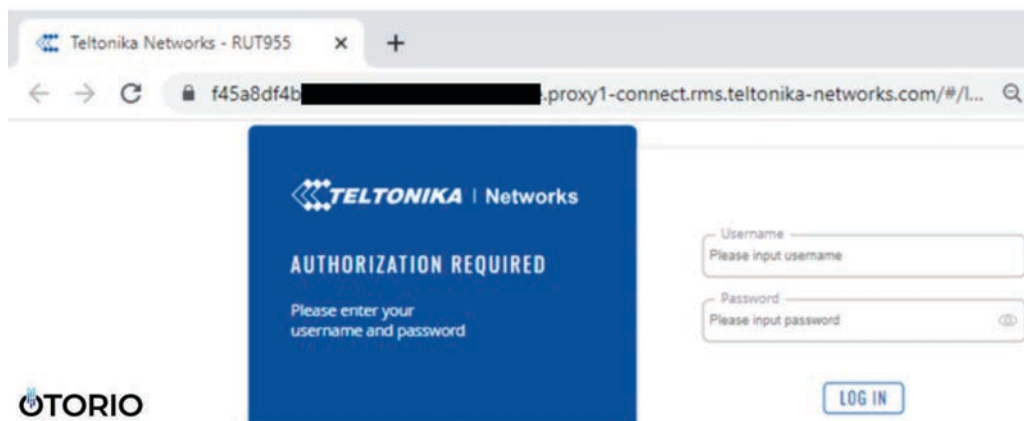 Teltonika Networks - RUT955
f45a8df4b .proxy1-connect.rms.teltonika-networks.com/#/l...
TELTONIKA | Networks
AUTHORIZATION REQUIRED
Please enter your
username and password
Username
Please input username
Password
Please input password
LOG IN
OTORIO